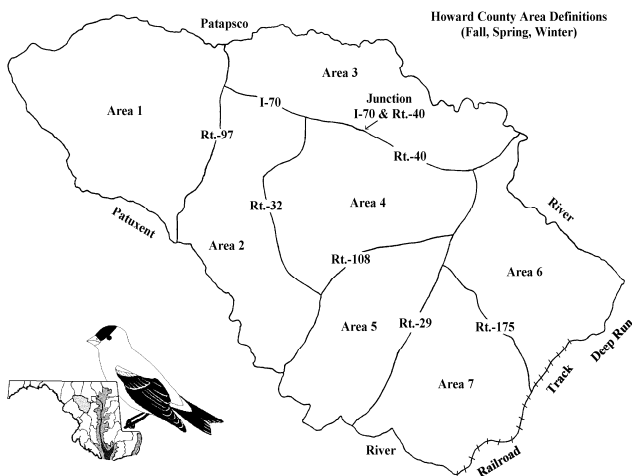 Howard County Area Definitions
(Fall, Spring, Winter)
Patapsco
Area 3
Area 1
I-70
Junction
I-70 & Rt.-40
Rt.-97
Rt.-40
Rt.-32
Area 4
River
Patuxent
Area 2
Rt.-108
Area 6
Area 5
Rt.-29
Rt.-175
Deep Run
Area 7
Track
River
Railroad